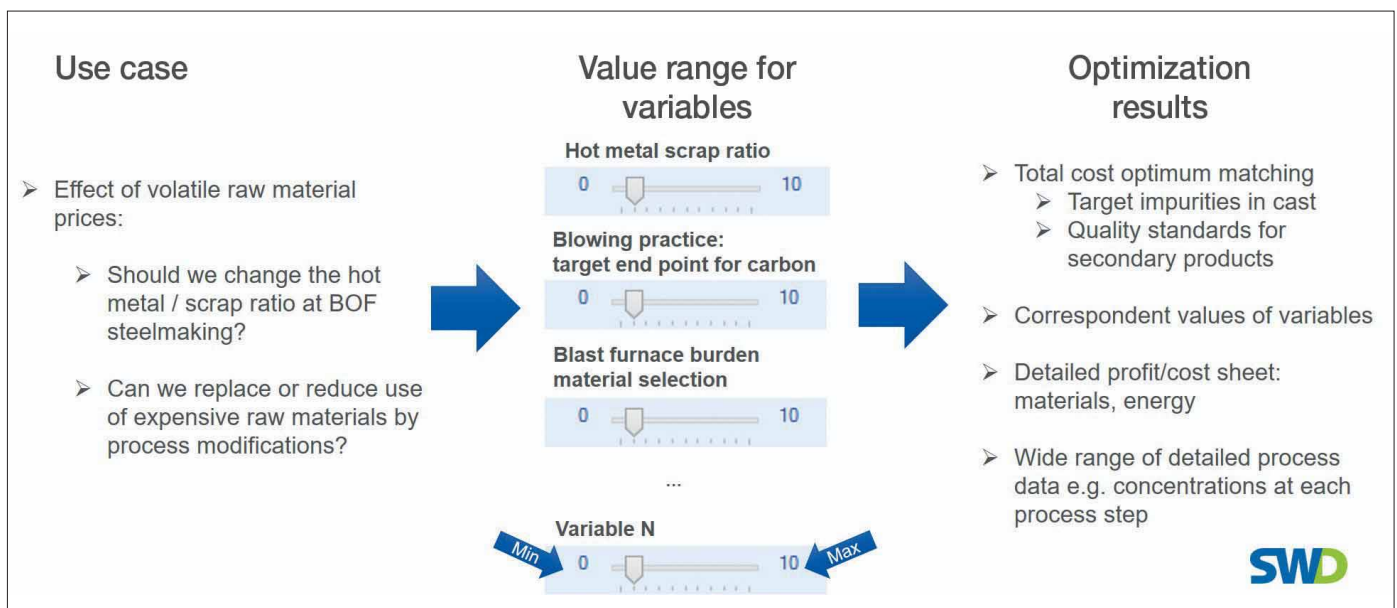 Use case
➢ Effect of volatile raw material
prices:
➢ Should we change the hot
metal / scrap ratio at BOF
steelmaking?
➢ Can we replace or reduce use
of expensive raw materials by
process modifications?
Value range for
variables
Hot metal scrap ratio
0 10
Blowing practice:
target end point for carbon
0 10
Blast furnace burden
material selection
0 10
...
Variable N
Min 0 10 Max
Optimization
results
➢ Total cost optimum matching
➢ Target impurities in cast
➢ Quality standards for
secondary products
➢ Correspondent values of variables
➢ Detailed profit/cost sheet:
materials, energy
➢ Wide range of detailed process
data e.g. concentrations at each
process step
SWD